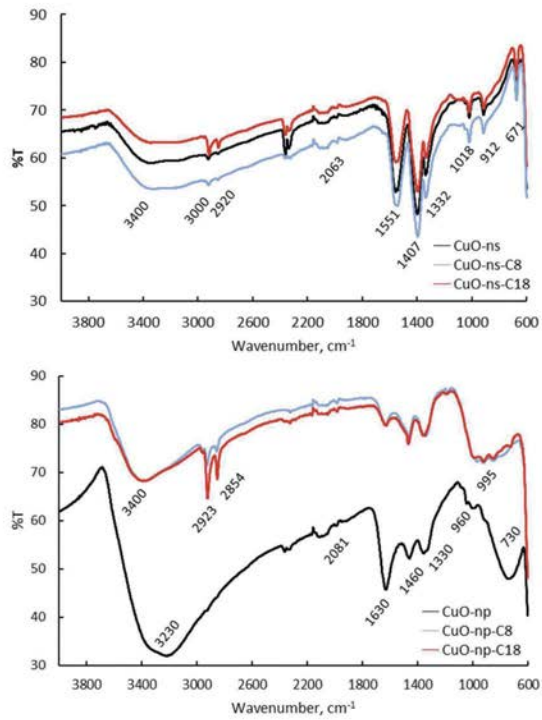 90
80
70
60
50
40
30
%T
3400
3000
2920
2063
1551
1407
1332
1018
912
671
CuO-ns
CuO-ns-C8
CuO-ns-C18
3800 3400 3000 2600 2200 1800 1400 1000 600
Wavenumber, cm⁻¹
90
80
70
60
50
40
30
%T
3400
3230
2923
2854
2081
1630
1460
1330
960
995
730
CuO-np
CuO-np-C8
CuO-np-C18
3800 3400 3000 2600 2200 1800 1400 1000 600
Wavenumber, cm⁻¹